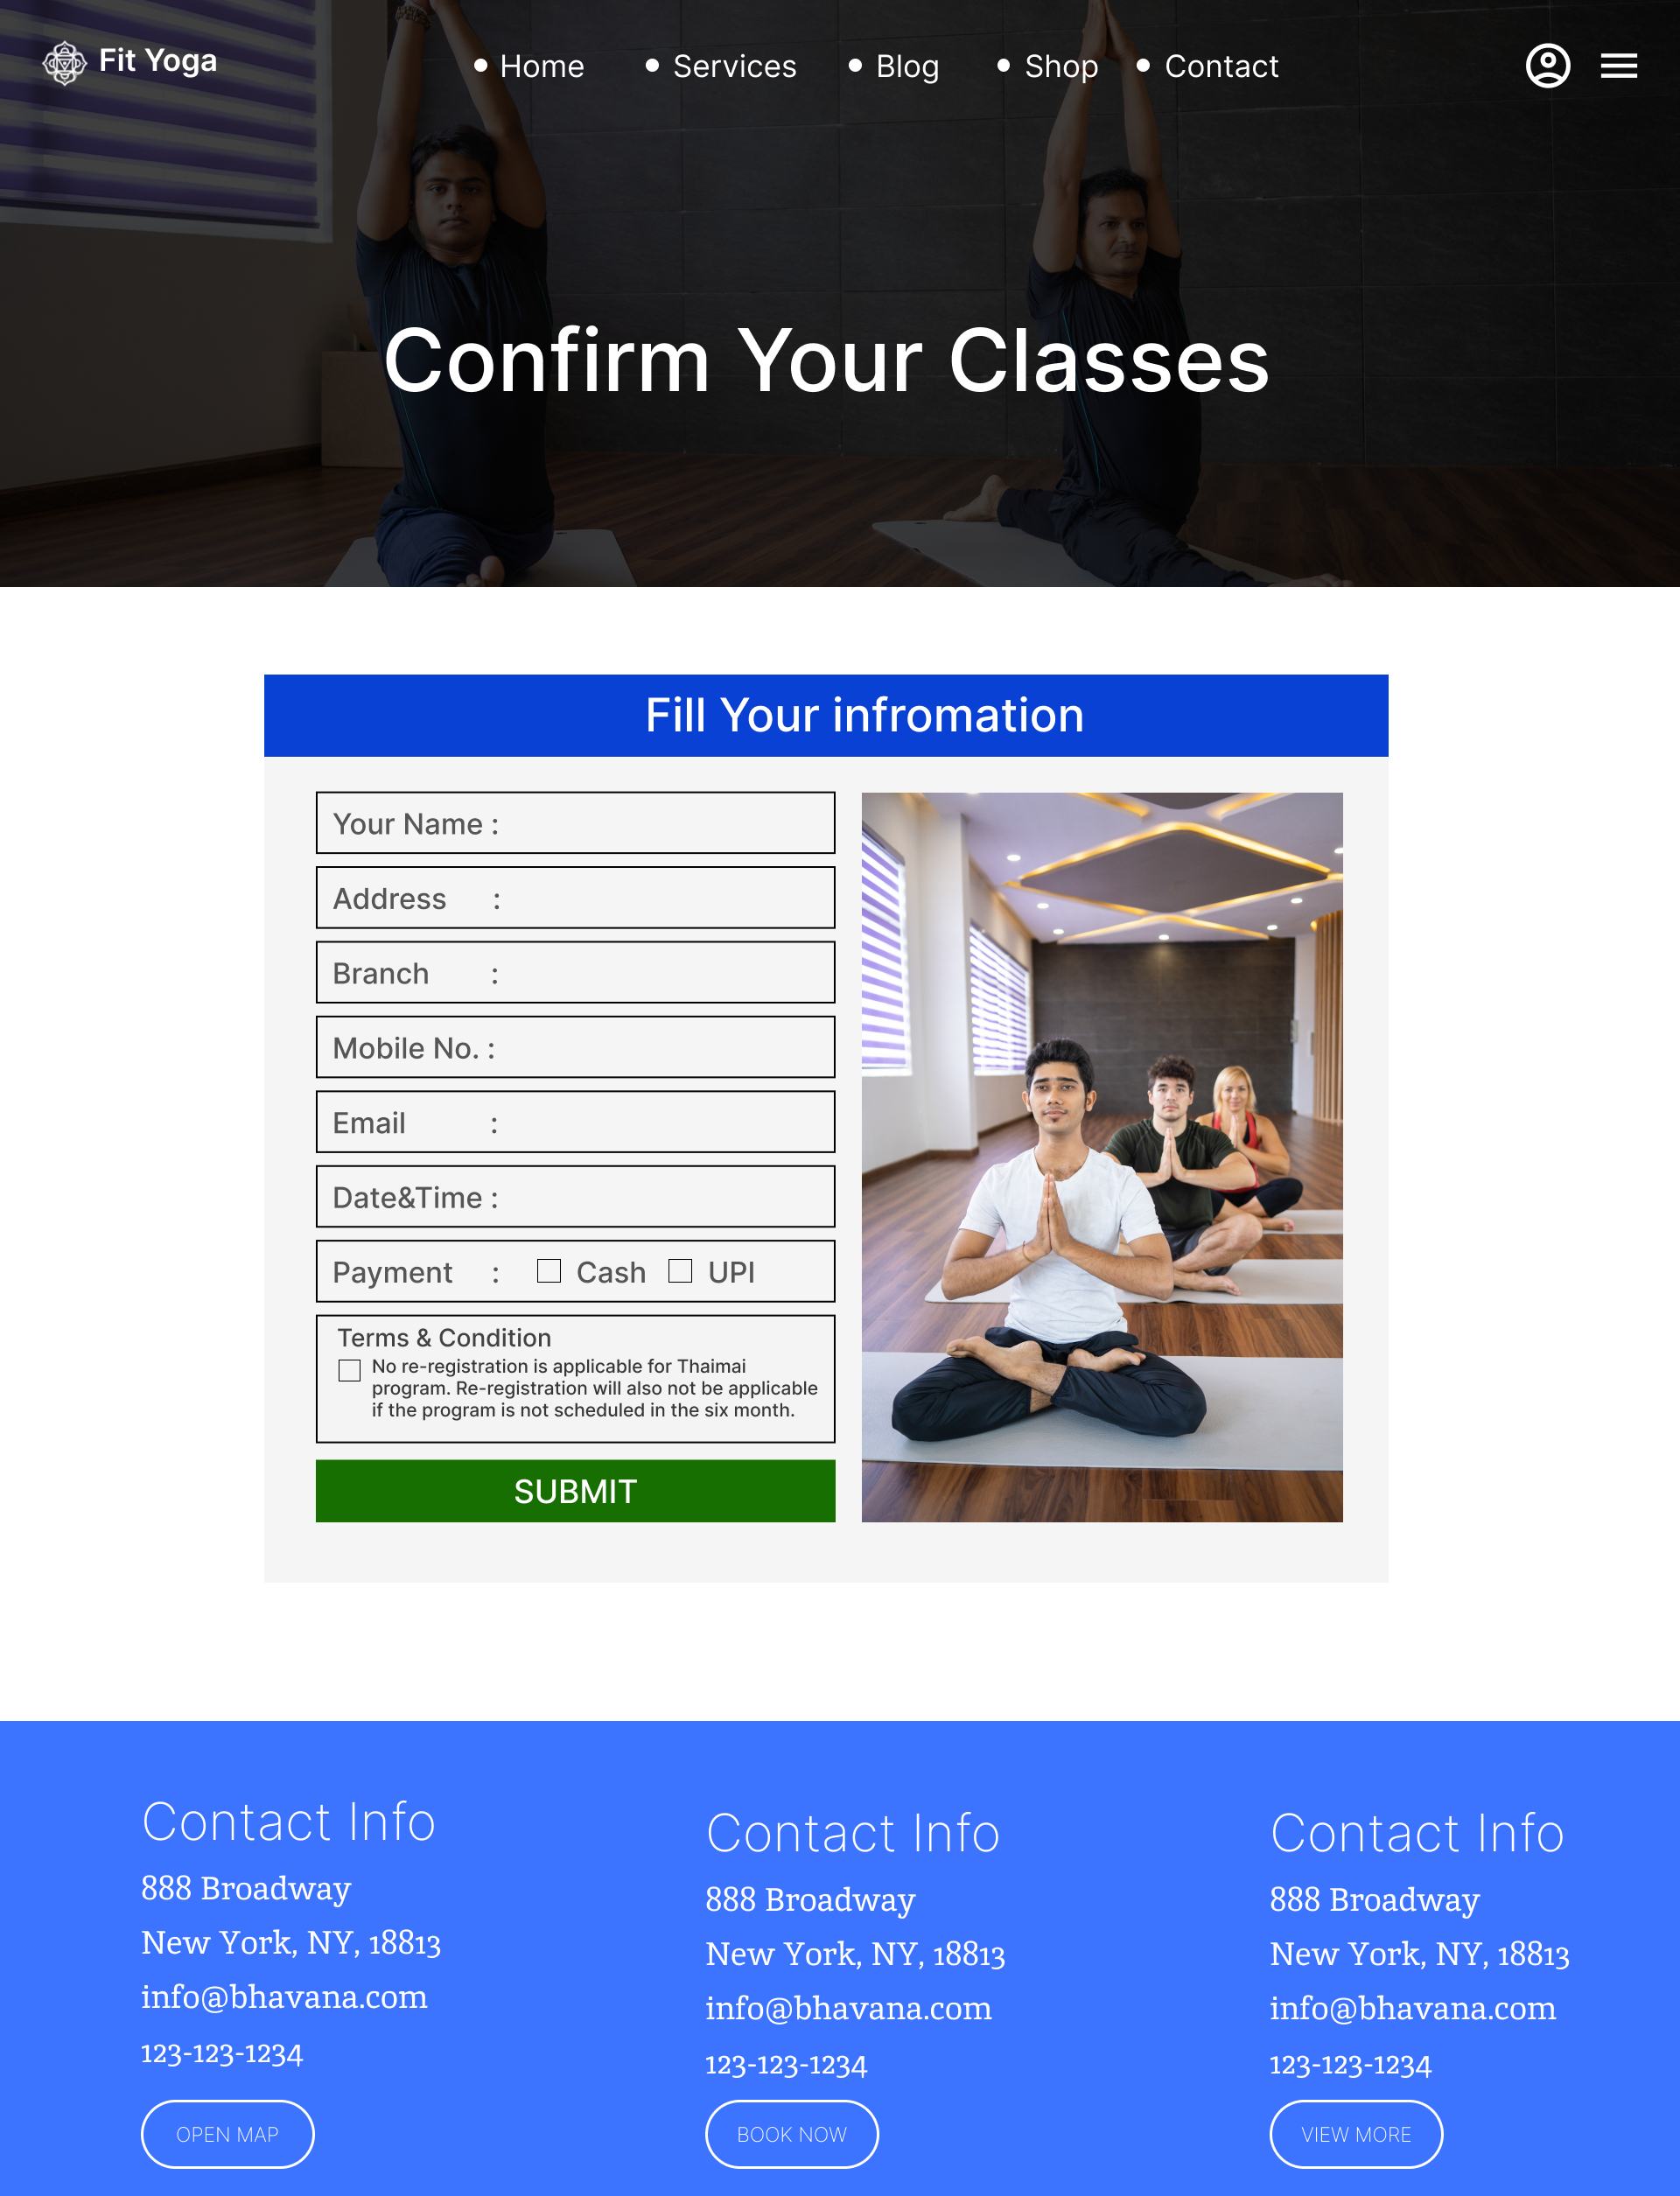 Fit Yoga
Home Services Blog Shop Contact
Confirm Your Classes
Fill Your infromation
Your Name :
Address :
Branch :
Mobile No. :
Email :
Date&Time :
Payment : Cash UPI
Terms & Condition
No re-registration is applicable for Thaimai
program. Re-registration will also not be applicable
if the program is not scheduled in the six month.
SUBMIT
Contact Info
888 Broadway
New York, NY, 18813
info@bhavana.com
123-123-1234
OPEN MAP
Contact Info
888 Broadway
New York, NY, 18813
info@bhavana.com
123-123-1234
BOOK NOW
Contact Info
888 Broadway
New York, NY, 18813
info@bhavana.com
123-123-1234
VIEW MORE